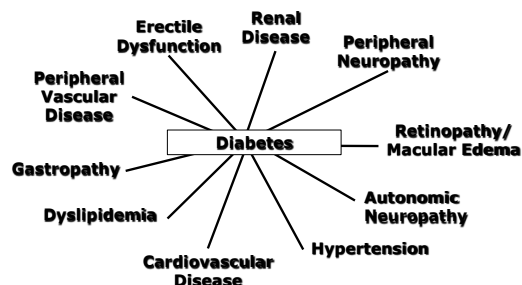 Renal
Disease
Erectile
Dysfunction
Peripheral
Neuropathy
Peripheral
Vascular
Disease
Diabetes
Retinopathy/
Macular Edema
Gastropathy
Autonomic
Neuropathy
Dyslipidemia
Hypertension
Cardiovascular
Disease